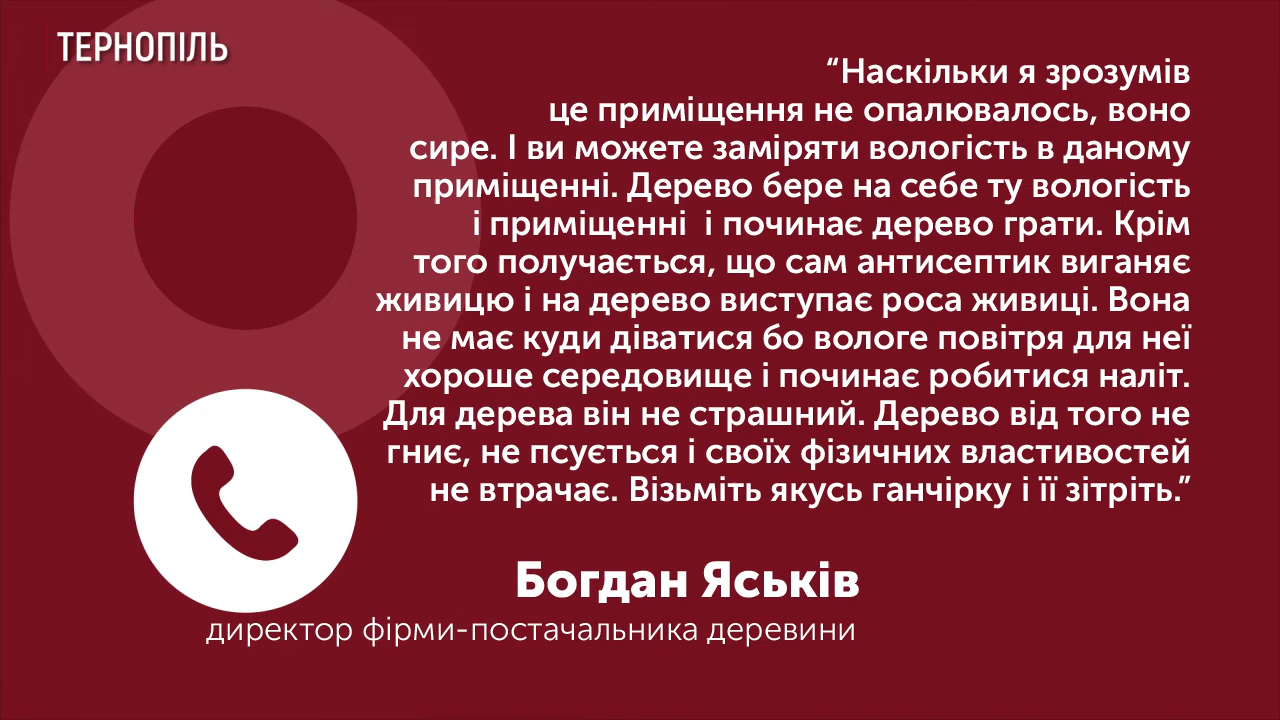 ТЕРНОПІЛЬ
“Наскільки я зрозумів
це приміщення не опалювалось, воно
сире. І ви можете заміряти вологість в даному
приміщенні. Дерево бере на себе ту вологість
і приміщенні  і починає дерево грати. Крім
того получається, що сам антисептик виганяє
живицю і на дерево виступає роса живиці. Вона
не має куди діватися бо вологе повітря для неї
хороше середовище і починає робитися наліт.
Для дерева він не страшний. Дерево від того не
гниє, не псується і своїх фізичних властивостей
не втрачає. Візьміть якусь ганчірку і її зітріть.”
Богдан Яськів
директор фірми-постачальника деревини